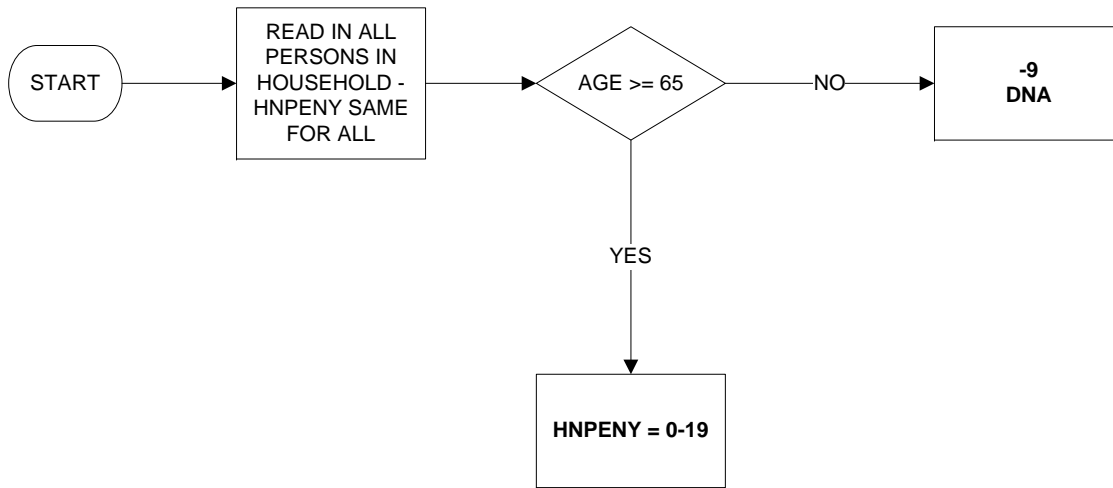 START
READ IN ALL
PERSONS IN
HOUSEHOLD -
HNPENY SAME
FOR ALL
AGE >= 65
NO
-9
DNA
YES
HNPENY = 0-19